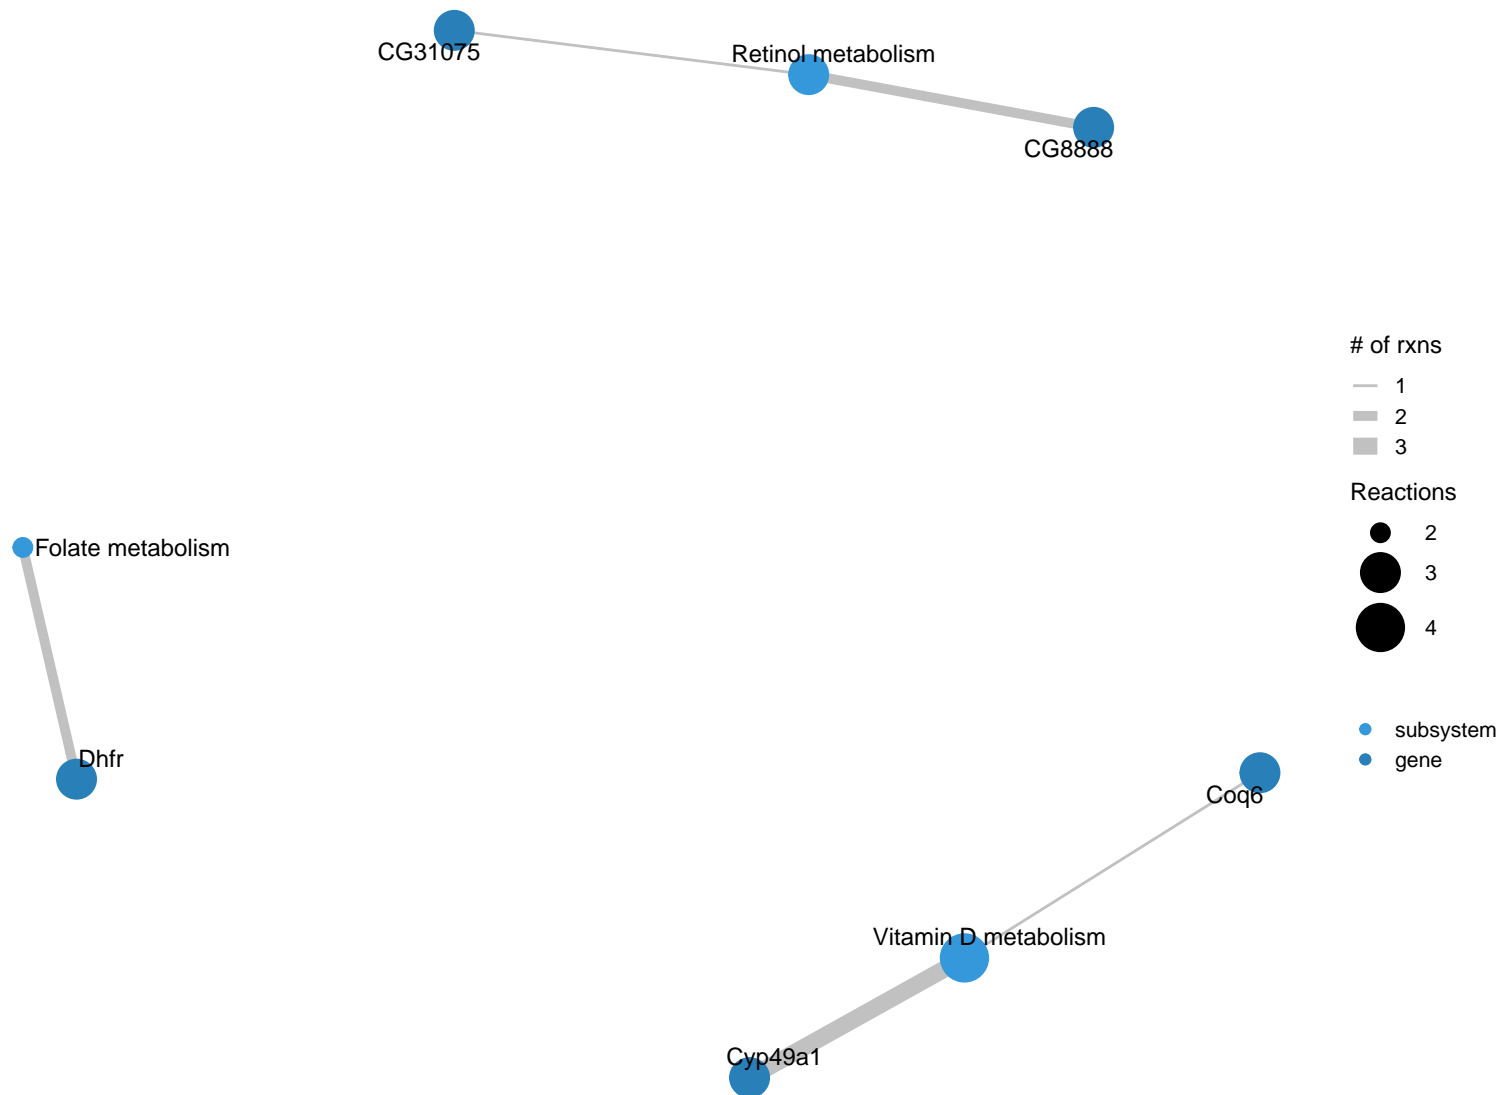 CG31075
Retinol metabolism
CG8888
# of rxns
1
2
3
Reactions
2
3
4
Folate metabolism
subsystem
gene
Dhfr
Coq6
Vitamin D metabolism
Cyp49a1